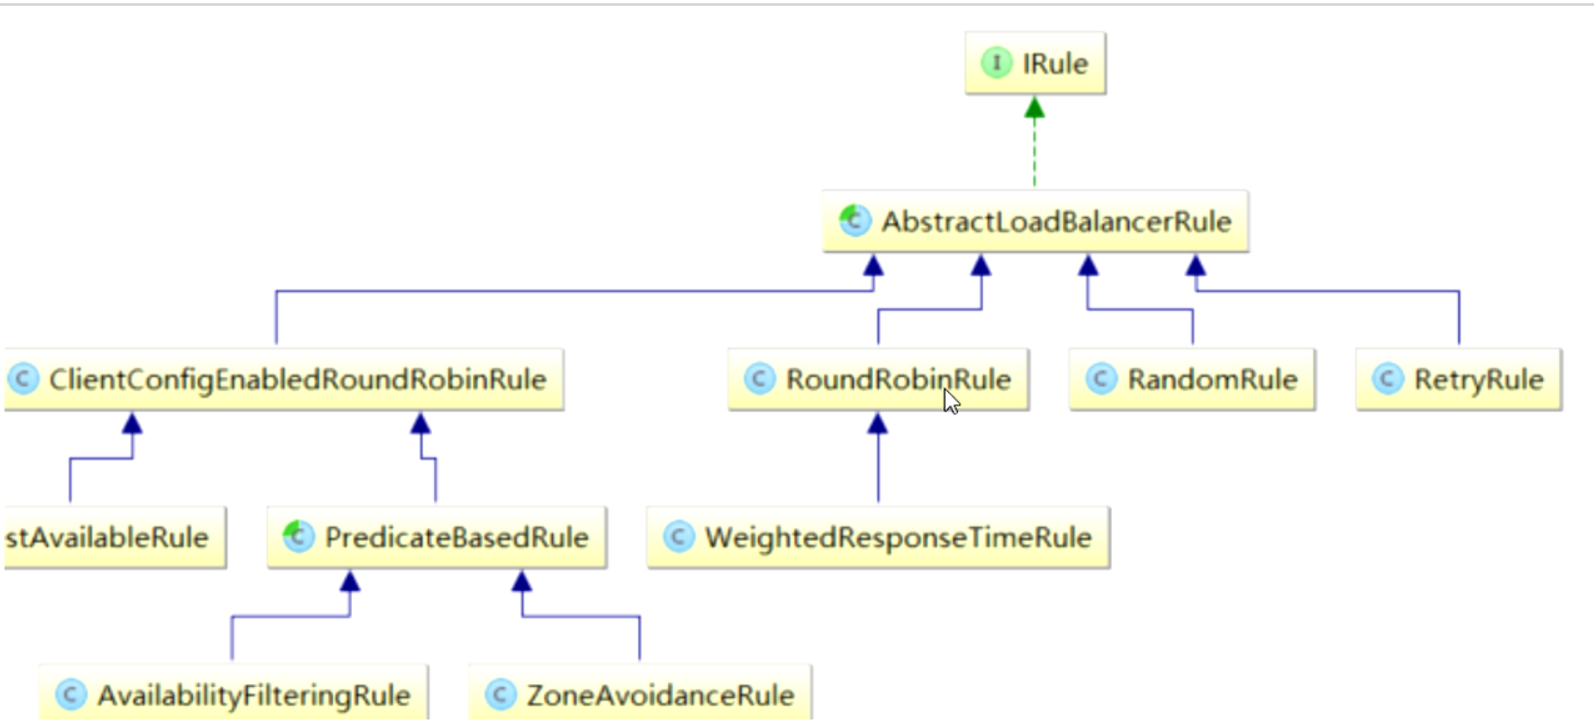 I IRule
C AbstractLoadBalancerRule
C ClientConfigEnabledRoundRobinRule
C RoundRobinRule
C RandomRule
C RetryRule
stAvailableRule
C PredicateBasedRule
C WeightedResponseTimeRule
C AvailabilityFilteringRule
C ZoneAvoidanceRule